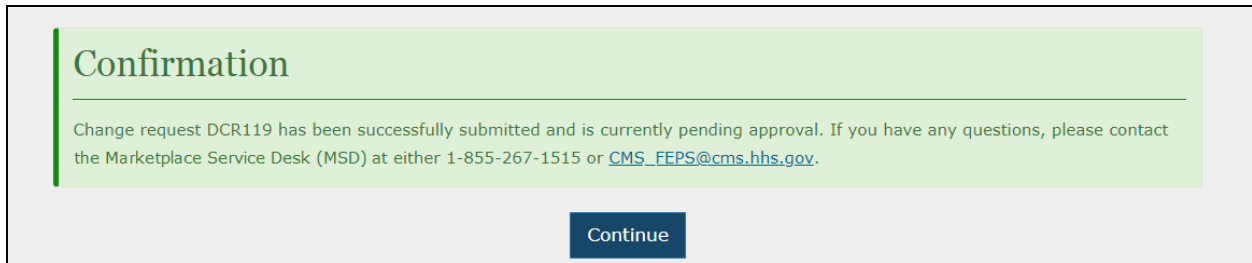 Confirmation
Change request DCR119 has been successfully submitted and is currently pending approval. If you have any questions, please contact
the Marketplace Service Desk (MSD) at either 1-855-267-1515 or CMS_FEPS@cms.hhs.gov.
Continue